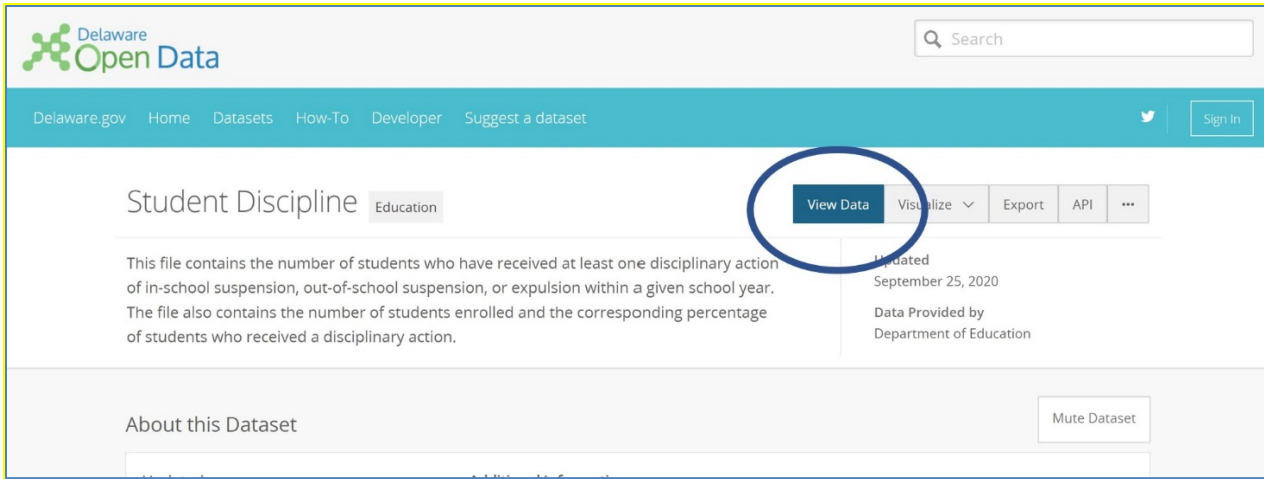 Delaware
Open Data
Search
Delaware.gov Home Datasets How-To Developer Suggest a dataset
Sign In
Student Discipline Education
View Data Visualize Export API ...
This file contains the number of students who have received at least one disciplinary action
of in-school suspension, out-of-school suspension, or expulsion within a given school year.
The file also contains the number of students enrolled and the corresponding percentage
of students who received a disciplinary action.
Updated
September 25, 2020
Data Provided by
Department of Education
About this Dataset
Mute Dataset